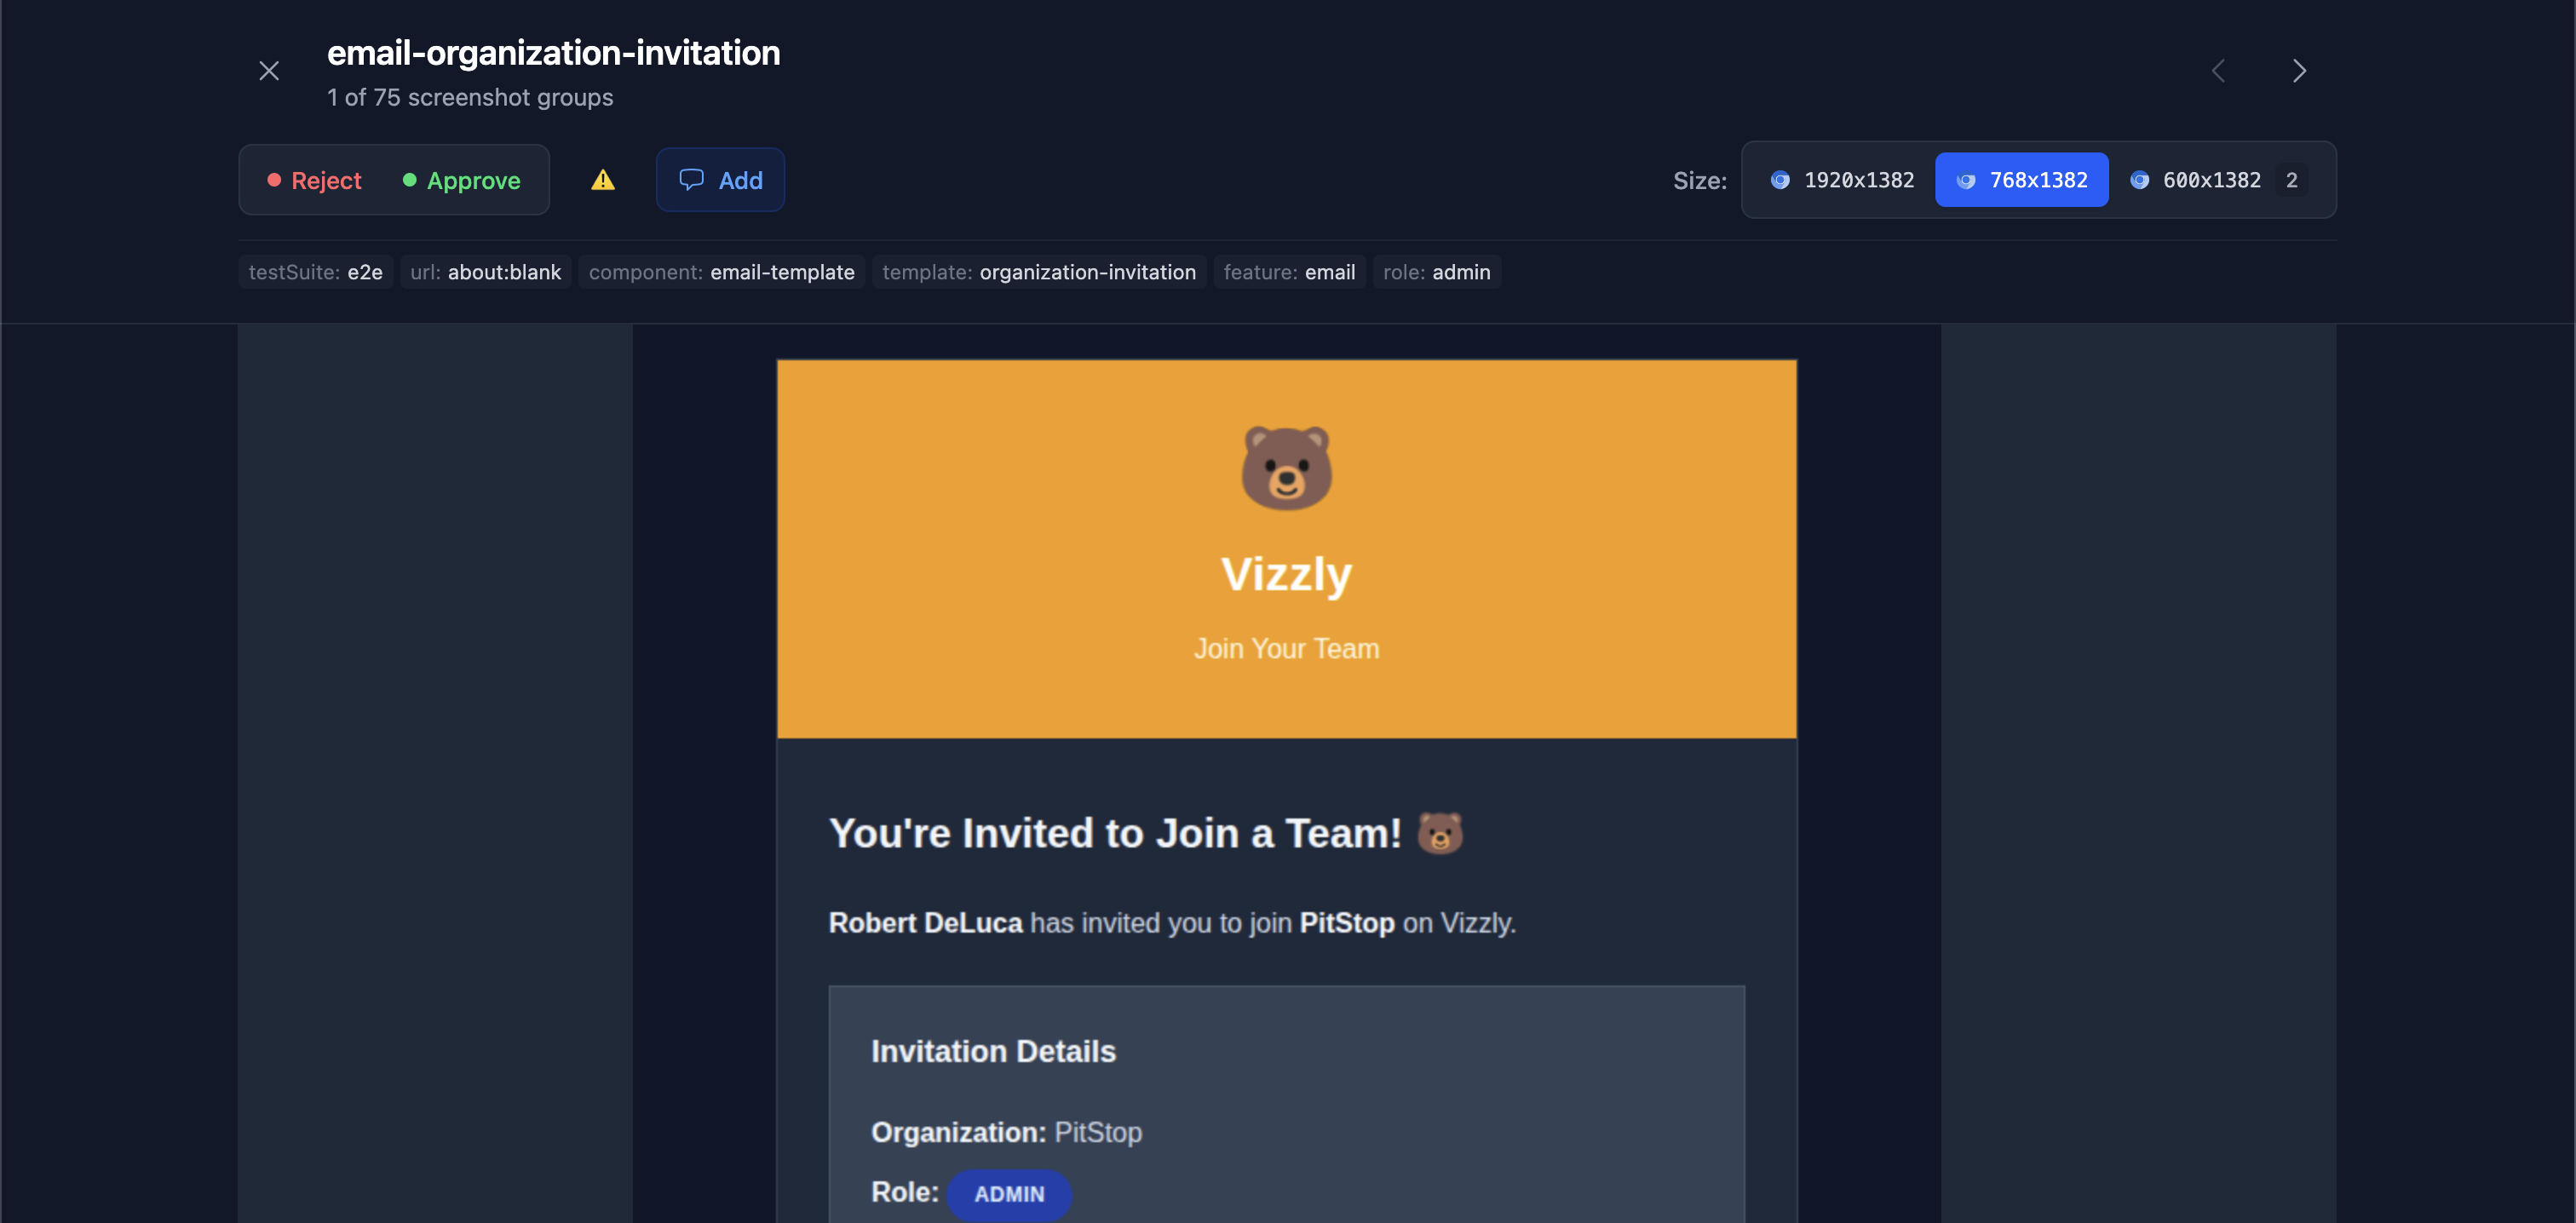 email-organization-invitation
1 of 75 screenshot groups
Reject Approve Add Size: 1920x1382 768x1382 600x1382 2
testSuite: e2e url: about:blank component: email-template template: organization-invitation feature: email role: admin
Vizzly
Join Your Team
You're Invited to Join a Team!
Robert DeLuca has invited you to join PitStop on Vizzly.
Invitation Details
Organization: PitStop
Role: ADMIN